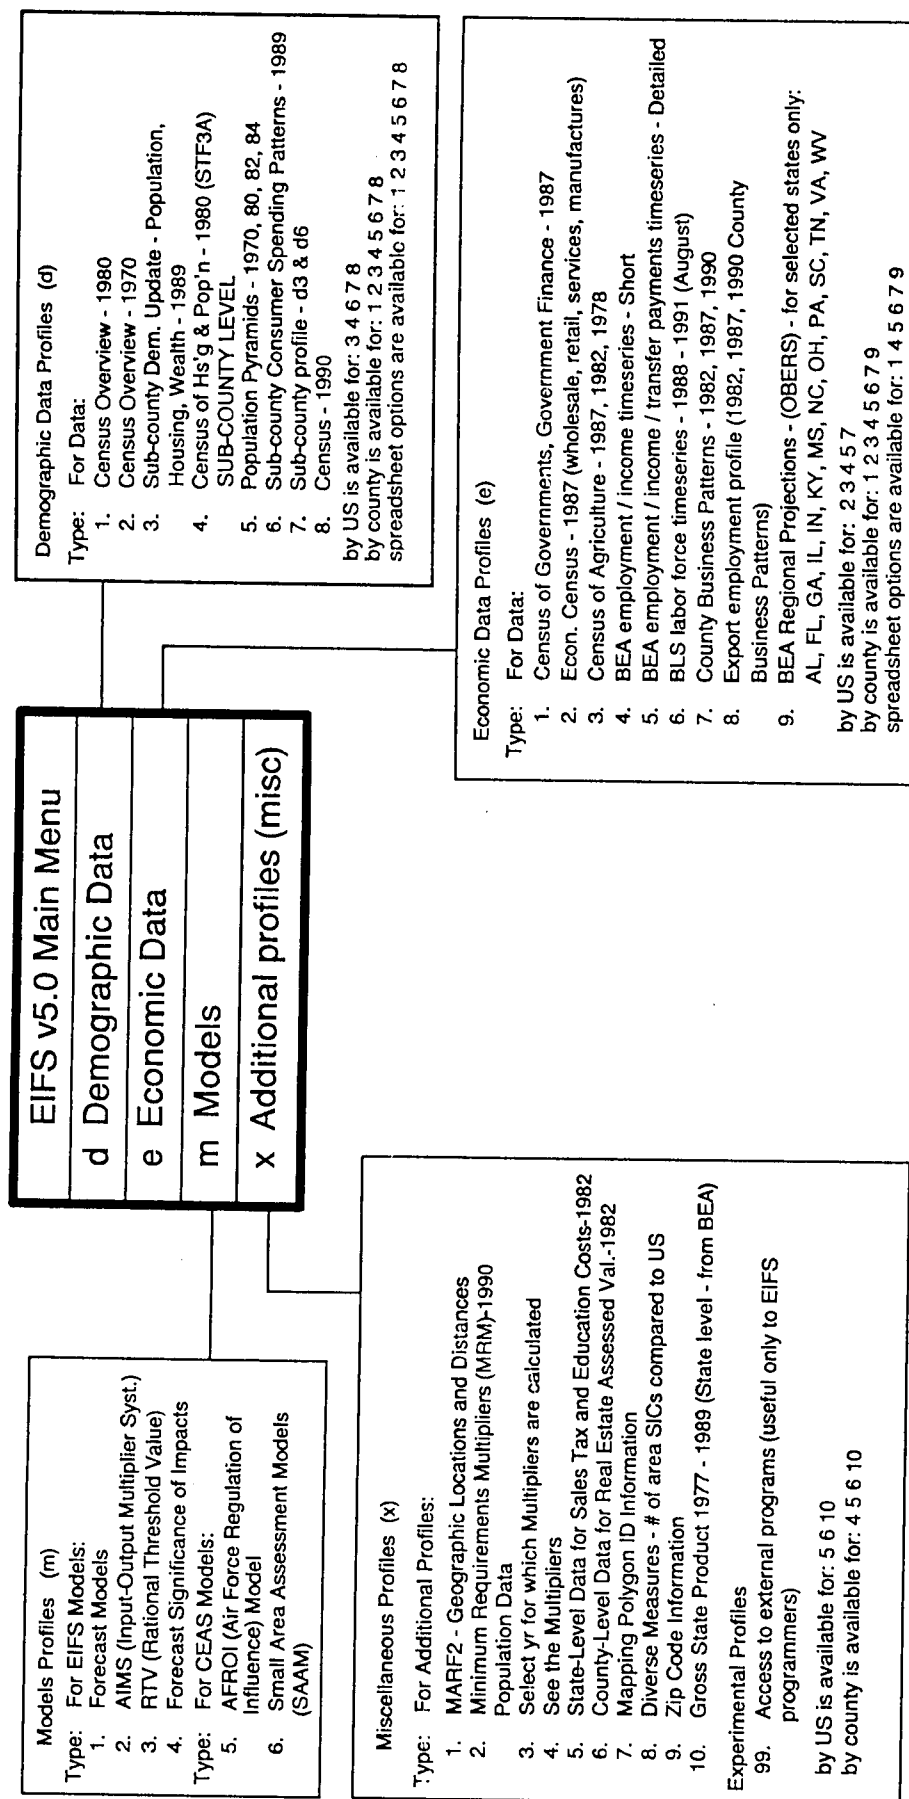 Models Profiles (m)
Type: For EIFS Models:
1. Forecast Models
2. AIMS (Input-Output Multiplier Syst.)
3. RTV (Rational Threshold Value)
4. Forecast Significance of Impacts
Type: For CEAS Models:
5. AFROI (Air Force Regulation of
Influence) Model
6. Small Area Assessment Models
(SAAM)
EIFS v5.0 Main Menu
d Demographic Data
e Economic Data
m Models
x Additional profiles (misc)
Demographic Data Profiles (d)
Type: For Data:
1. Census Overview - 1980
2. Census Overview - 1970
3. Sub-county Dem. Update - Population,
Housing, Wealth - 1989
4. Census of Hs'g & Pop'n - 1980 (STF3A)
SUB-COUNTY LEVEL
5. Population Pyramids - 1970, 80, 82, 84
6. Sub-county Consumer Spending Patterns - 1989
7. Sub-county profile - d3 & d6
8. Census - 1990
by US is available for: 3 4 6 7 8
by county is available for: 1 2 3 4 5 6 7 8
spreadsheet options are available for: 1 2 3 4 5 6 7 8
Miscellaneous Profiles (x)
Type: For Additional Profiles:
1. MARF2 - Geographic Locations and Distances
2. Minimum Requirements Multipliers (MRM)-1990
Population Data
3. Select yr for which Multipliers are calculated
4. See the Multipliers
5. State-Level Data for Sales Tax and Education Costs-1982
6. County-Level Data for Real Estate Assessed Val.-1982
7. Mapping Polygon ID Information
8. Diverse Measures - # of area SICs compared to US
9. Zip Code Information
10. Gross State Product 1977 - 1989 (State level - from BEA)
Experimental Profiles
99. Access to external programs (useful only to EIFS
programmers)
by US is available for: 5 6 10
by county is available for: 4 5 6 10
Economic Data Profiles (e)
Type: For Data:
1. Census of Governments, Government Finance - 1987
2. Econ. Census - 1987 (wholesale, retail, services, manufactures)
3. Census of Agriculture - 1987, 1982, 1978
4. BEA employment / income timeseries - Short
5. BEA employment / income / transfer payments timeseries - Detailed
6. BLS labor force timeseries - 1988 - 1991 (August)
7. County Business Patterns - 1982, 1987, 1990
8. Export employment profile (1982, 1987, 1990 County
Business Patterns)
9. BEA Regional Projections - (OBERS) - for selected states only:
AL, FL, GA, IL, IN, KY, MS, NC, OH, PA, SC, TN, VA, WV
by US is available for: 2 3 4 5 7
by county is available for: 1 2 3 4 5 6 7 9
spreadsheet options are available for: 1 4 5 6 7 9